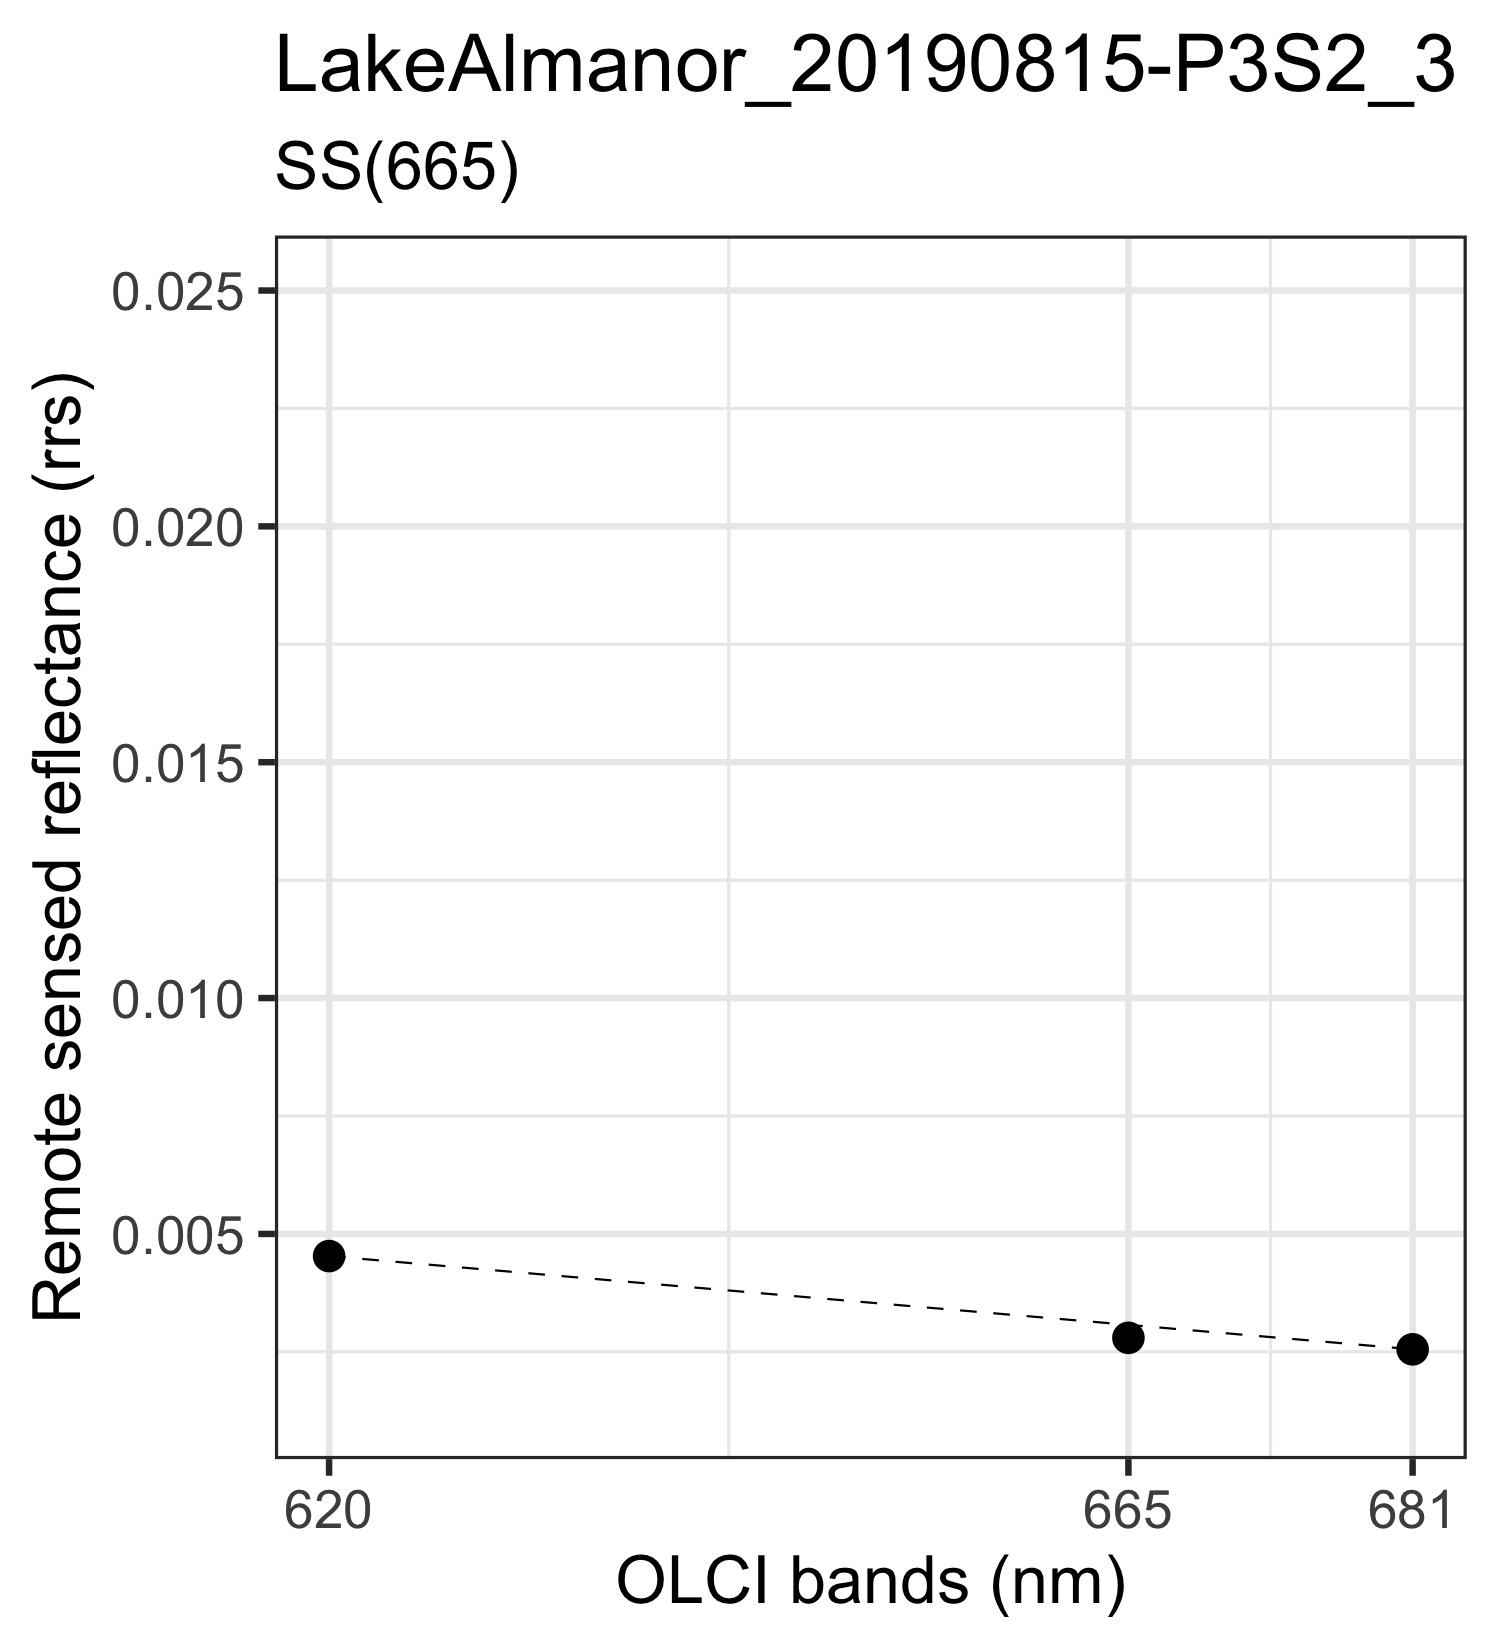 LakeAlmanor_20190815-P3S2_3
SS(665)
Remote sensed reflectance (rrs)
0.025
0.020
0.015
0.010
0.005
620 665 681
OLCI bands (nm)